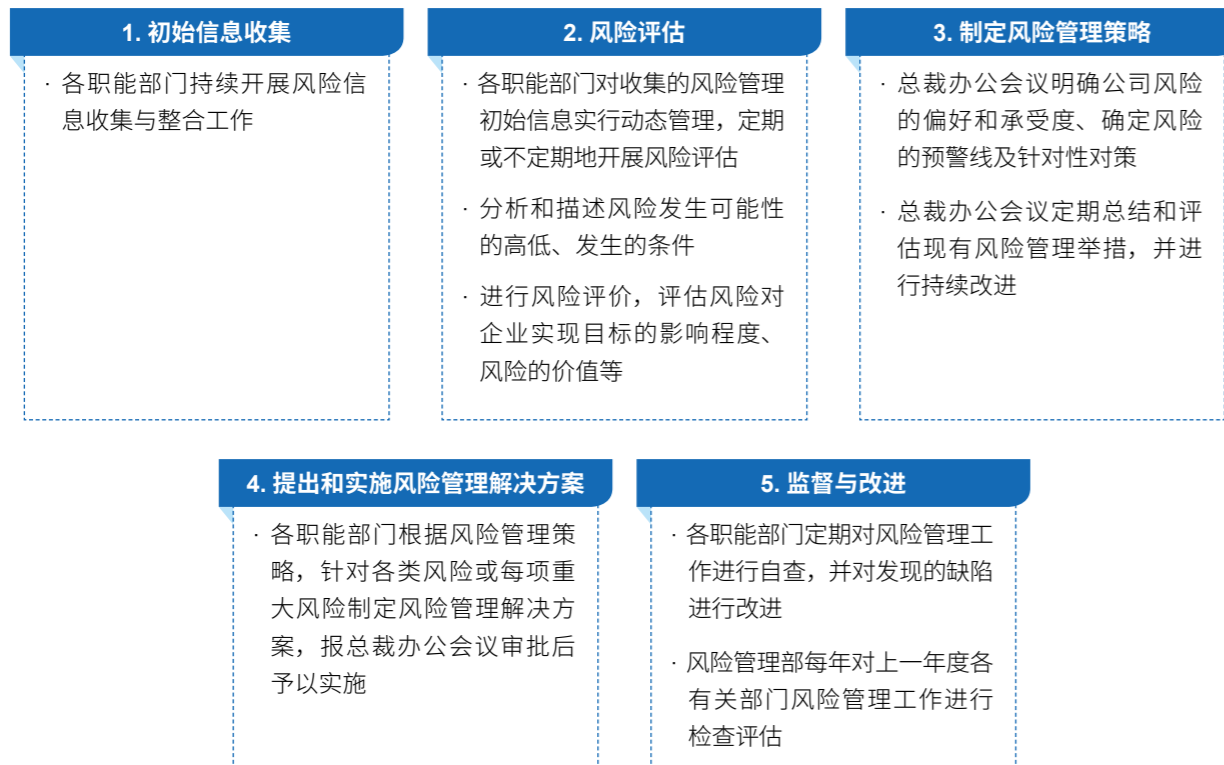 1. 初始信息收集
· 各职能部门持续开展风险信
息收集与整合工作
2. 风险评估
· 各职能部门对收集的风险管理
初始信息实行动态管理，定期
或不定期地开展风险评估
· 分析和描述风险发生可能性
的高低、发生的条件
· 进行风险评价，评估风险对
企业实现目标的影响程度、
风险的价值等
3. 制定风险管理策略
· 总裁办公会议明确公司风险
的偏好和承受度、确定风险
的预警线及针对性对策
· 总裁办公会议定期总结和评
估现有风险管理举措，并进
行持续改进
4. 提出和实施风险管理解决方案
· 各职能部门根据风险管理策
略，针对各类风险或每项重
大风险制定风险管理解决方
案，报总裁办公会议审批后
予以实施
5. 监督与改进
· 各职能部门定期对风险管理工
作进行自查，并对发现的缺陷
进行改进
· 风险管理部每年对上一年度各
有关部门风险管理工作进行
检查评估